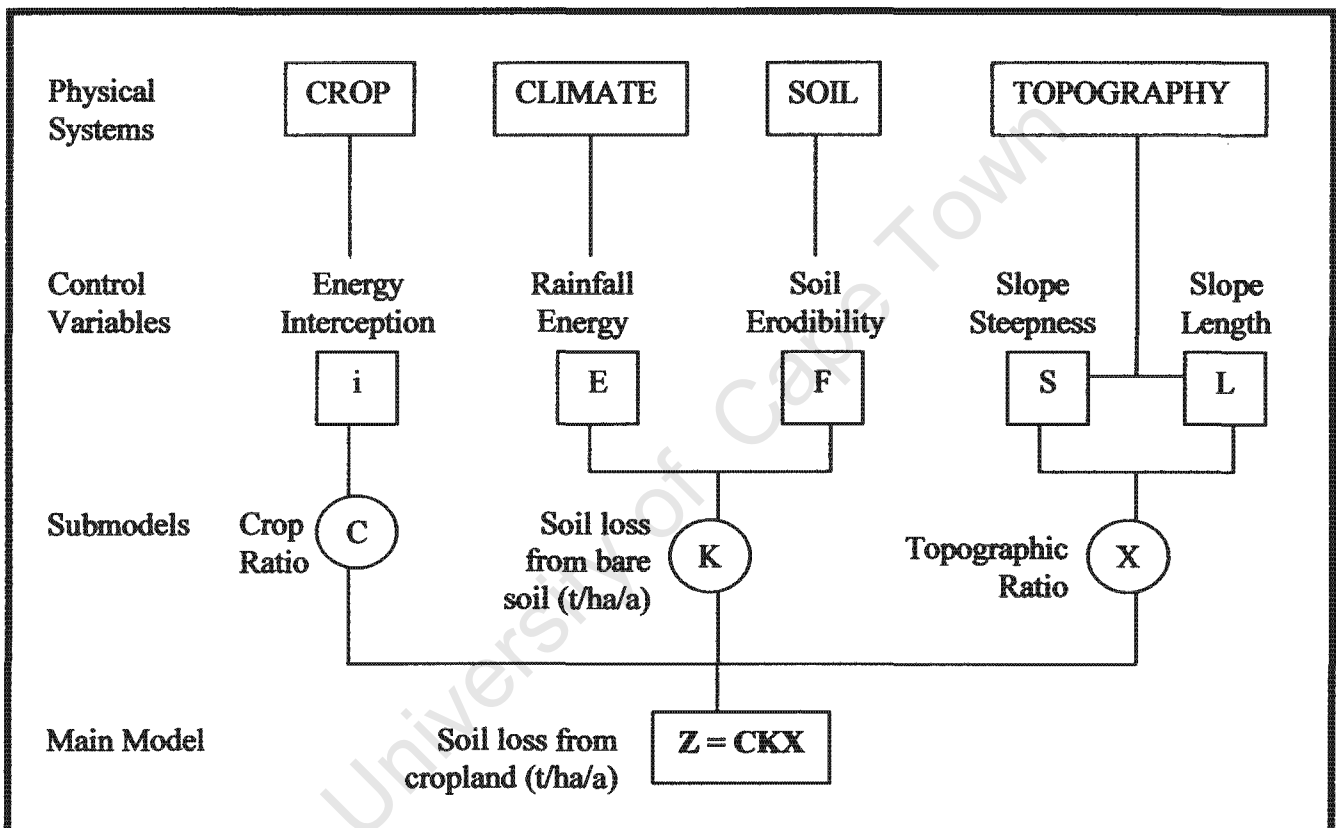 Physical
Systems
CROP
CLIMATE
SOIL
TOPOGRAPHY
Control
Variables
Energy
Interception
Rainfall
Energy
Soil
Erodibility
Slope
Steepness
Slope
Length
i
E
F
S
L
Submodels
Crop
Ratio
C
Soil loss
from bare
soil (t/ha/a)
K
Topographic
Ratio
X
Main Model
Soil loss from
cropland (t/ha/a)
Z = CKX
University of Cape Town